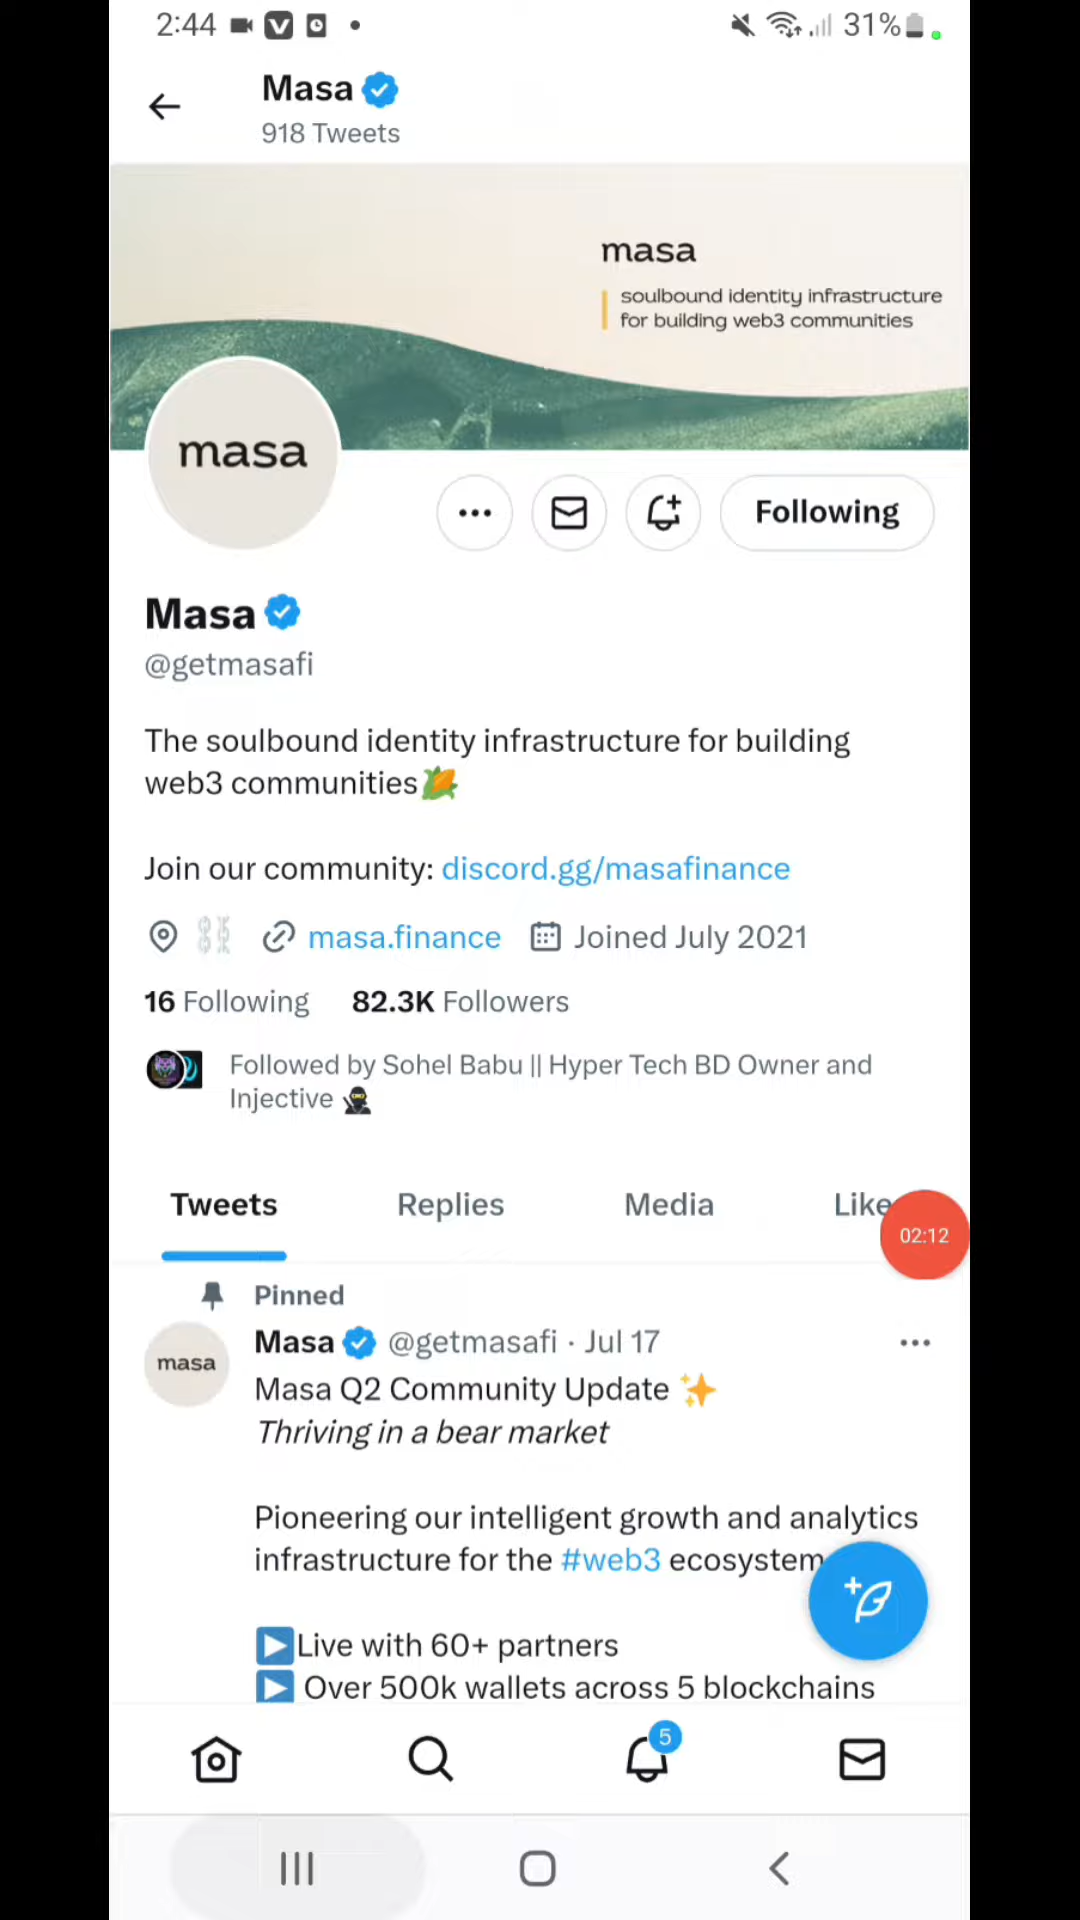 2:44
31%
Masa
918 Tweets
masa
soulbound identity infrastructure
for building web3 communities
masa
Following
Masa
@getmasafi
The soulbound identity infrastructure for building
web3 communities🌽
Join our community: discord.gg/masafinance
masa.finance Joined July 2021
16 Following 82.3K Followers
Followed by Sohel Babu || Hyper Tech BD Owner and
Injective 🥷
Tweets Replies Media Like
02:12
Pinned
masa
Masa @getmasafi · Jul 17
Masa Q2 Community Update ✨
Thriving in a bear market
Pioneering our intelligent growth and analytics
infrastructure for the #web3 ecosystem
▶️Live with 60+ partners
▶️ Over 500k wallets across 5 blockchains
5